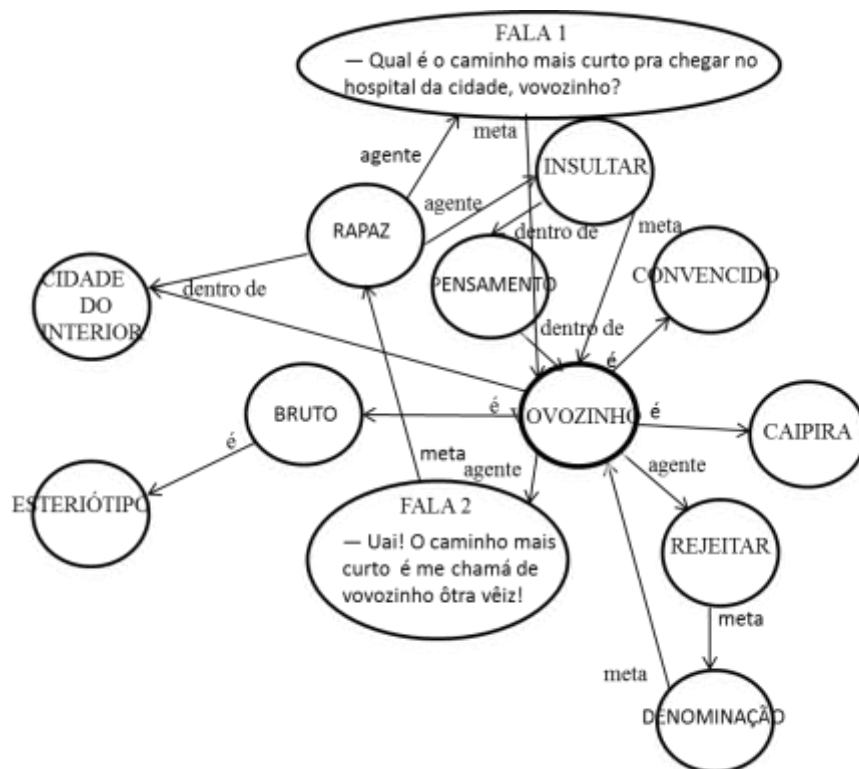 FALA 1
— Qual é o caminho mais curto pra chegar no
hospital da cidade, vovozinho?
meta
agente
INSULTAR
agente
RAPAZ
dentro de
meta
CIDADE
DO
INTERIOR
dentro de
PENSAMENTO
CONVENCIDO
dentro de
é
BRUTO
é
OVOZINHO
é
CAIPIRA
é
meta
agente
agente
ESTERIÓTIPO
FALA 2
— Uai! O caminho mais
curto é me chamá de
vovozinho ôtra vêiz!
REJEITAR
meta
meta
DENOMINAÇÃO